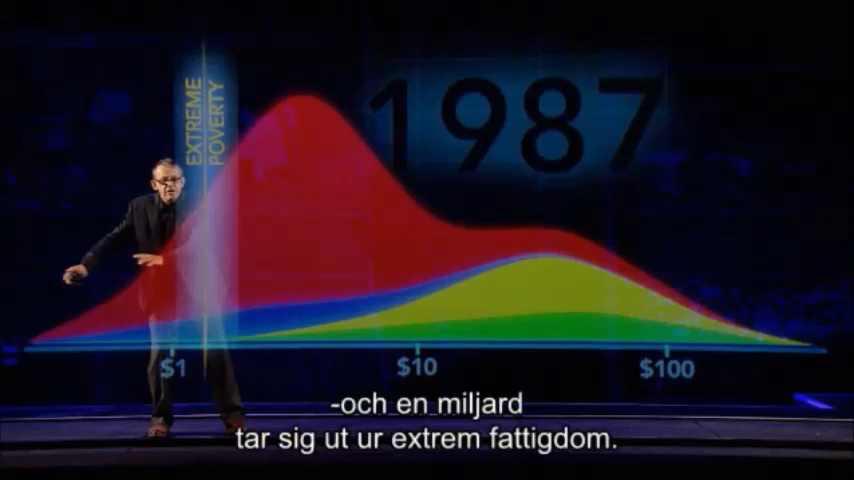 EXTREME
POVERTY
1987
$1
$10
$100
-och en miljard
tar sig ut ur extrem fattigdom.